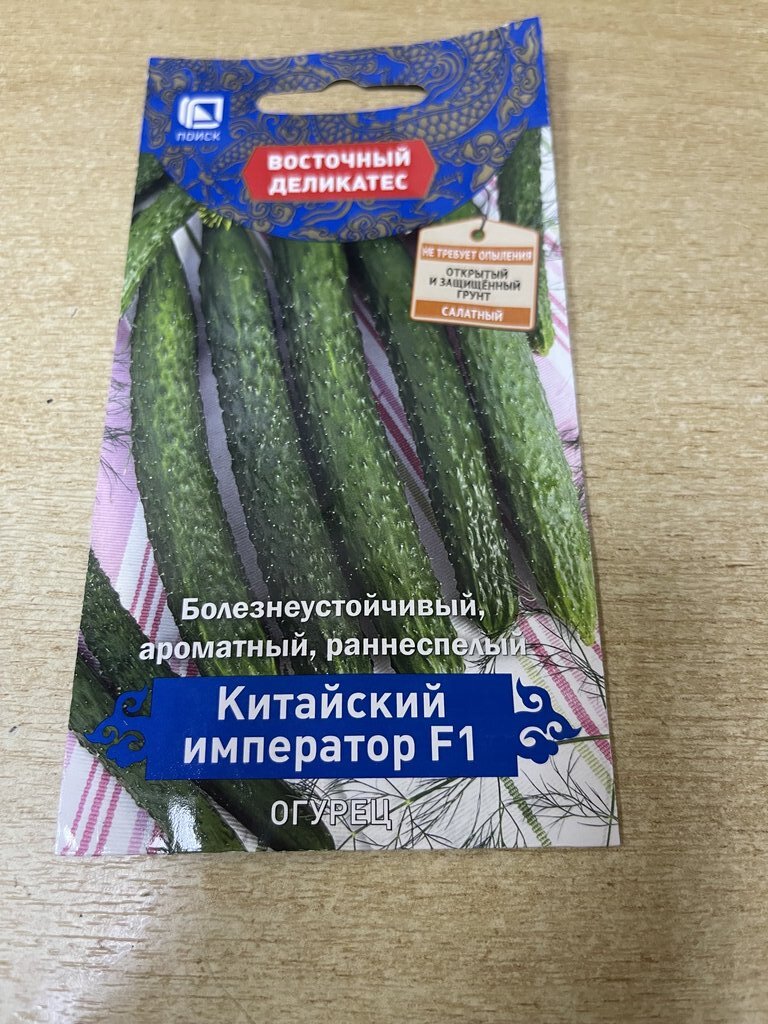 ПОИСК
ВОСТОЧНЫЙ
ДЕЛИКАТЕС
НЕ ТРЕБУЕТ ОПЫЛЕНИЯ
ОТКРЫТЫЙ
И ЗАЩИЩЁННЫЙ
ГРУНТ
САЛАТНЫЙ
Болезнеустойчивый,
ароматный, раннеспелый
Китайский
император F1
ОГУРЕЦ